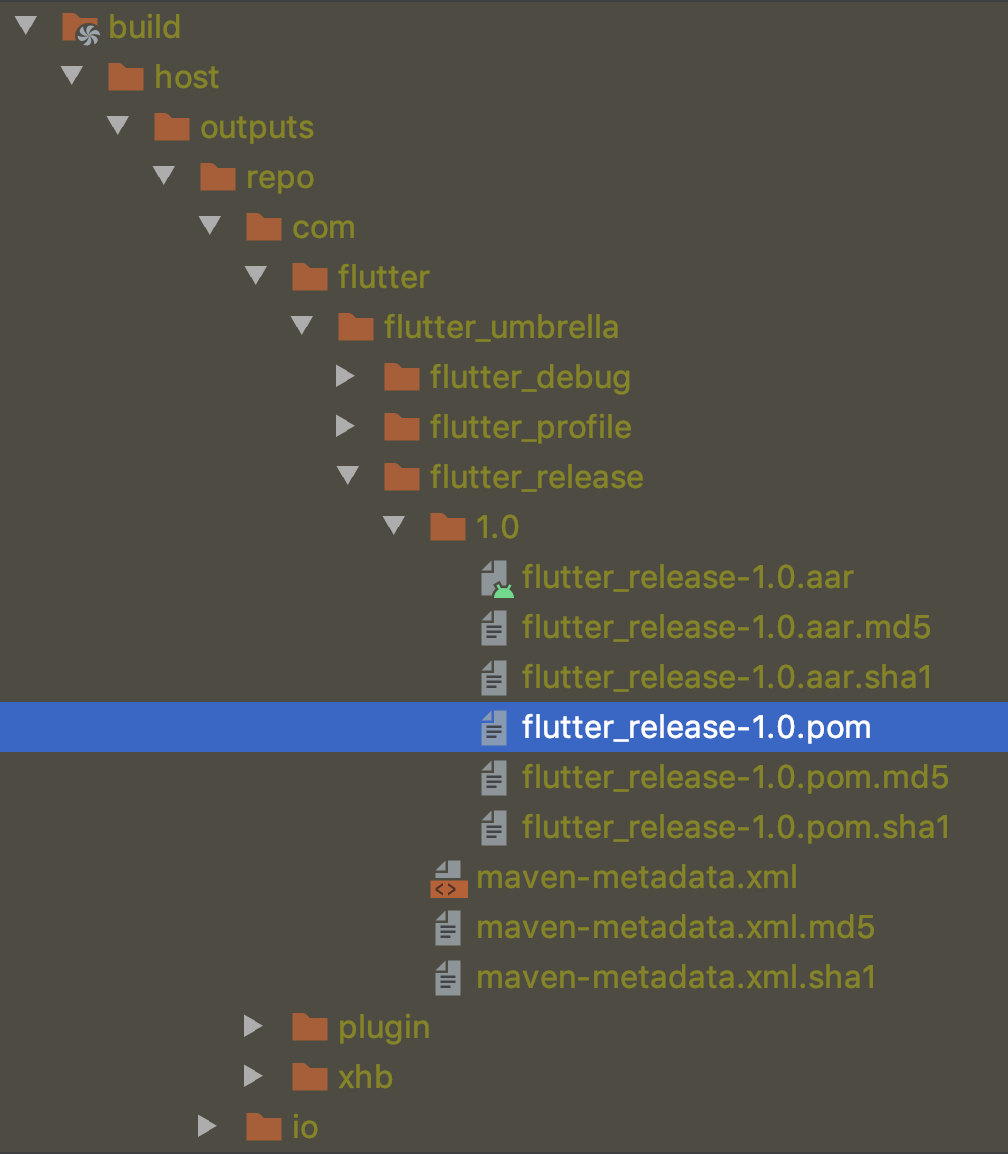 build
host
outputs
repo
com
flutter
flutter_umbrella
flutter_debug
flutter_profile
flutter_release
1.0
flutter_release-1.0.aar
flutter_release-1.0.aar.md5
flutter_release-1.0.aar.sha1
flutter_release-1.0.pom
flutter_release-1.0.pom.md5
flutter_release-1.0.pom.sha1
maven-metadata.xml
maven-metadata.xml.md5
maven-metadata.xml.sha1
plugin
xhb
io